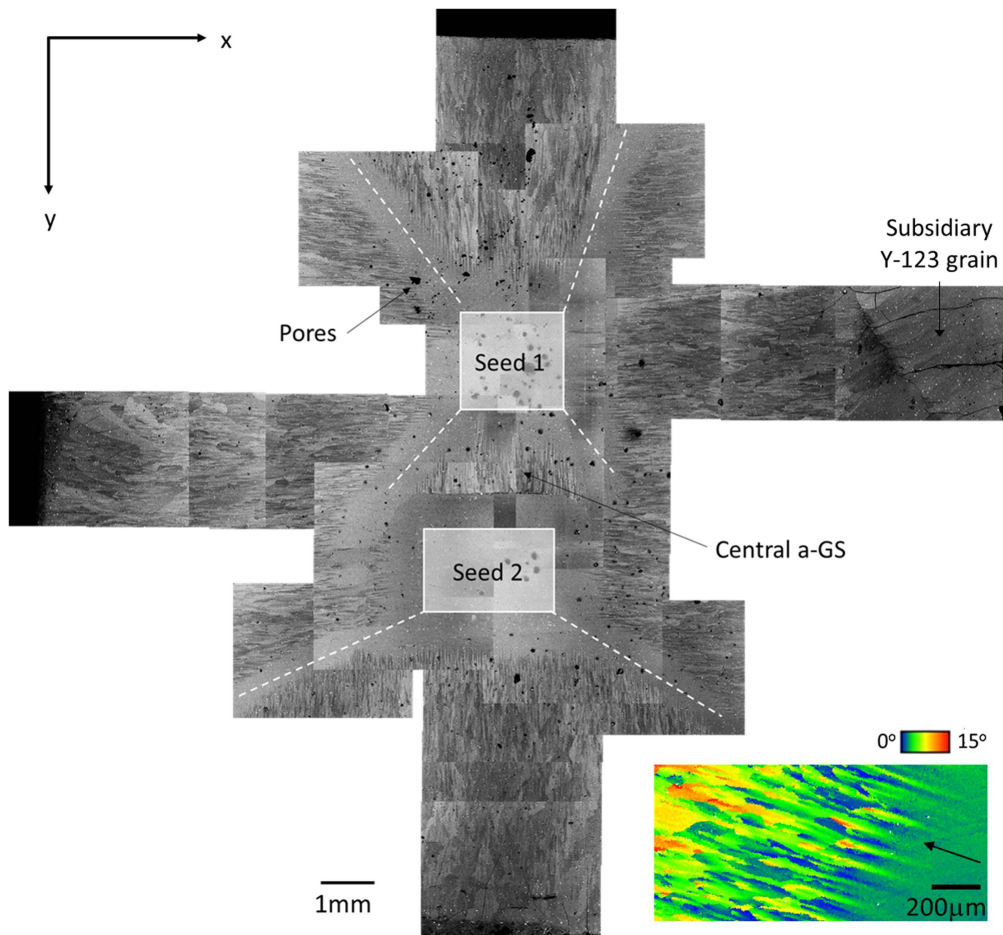 x
y
Subsidiary
Y-123 grain
Pores
Seed 1
Central a-GS
Seed 2
0° 15°
1mm
200μm